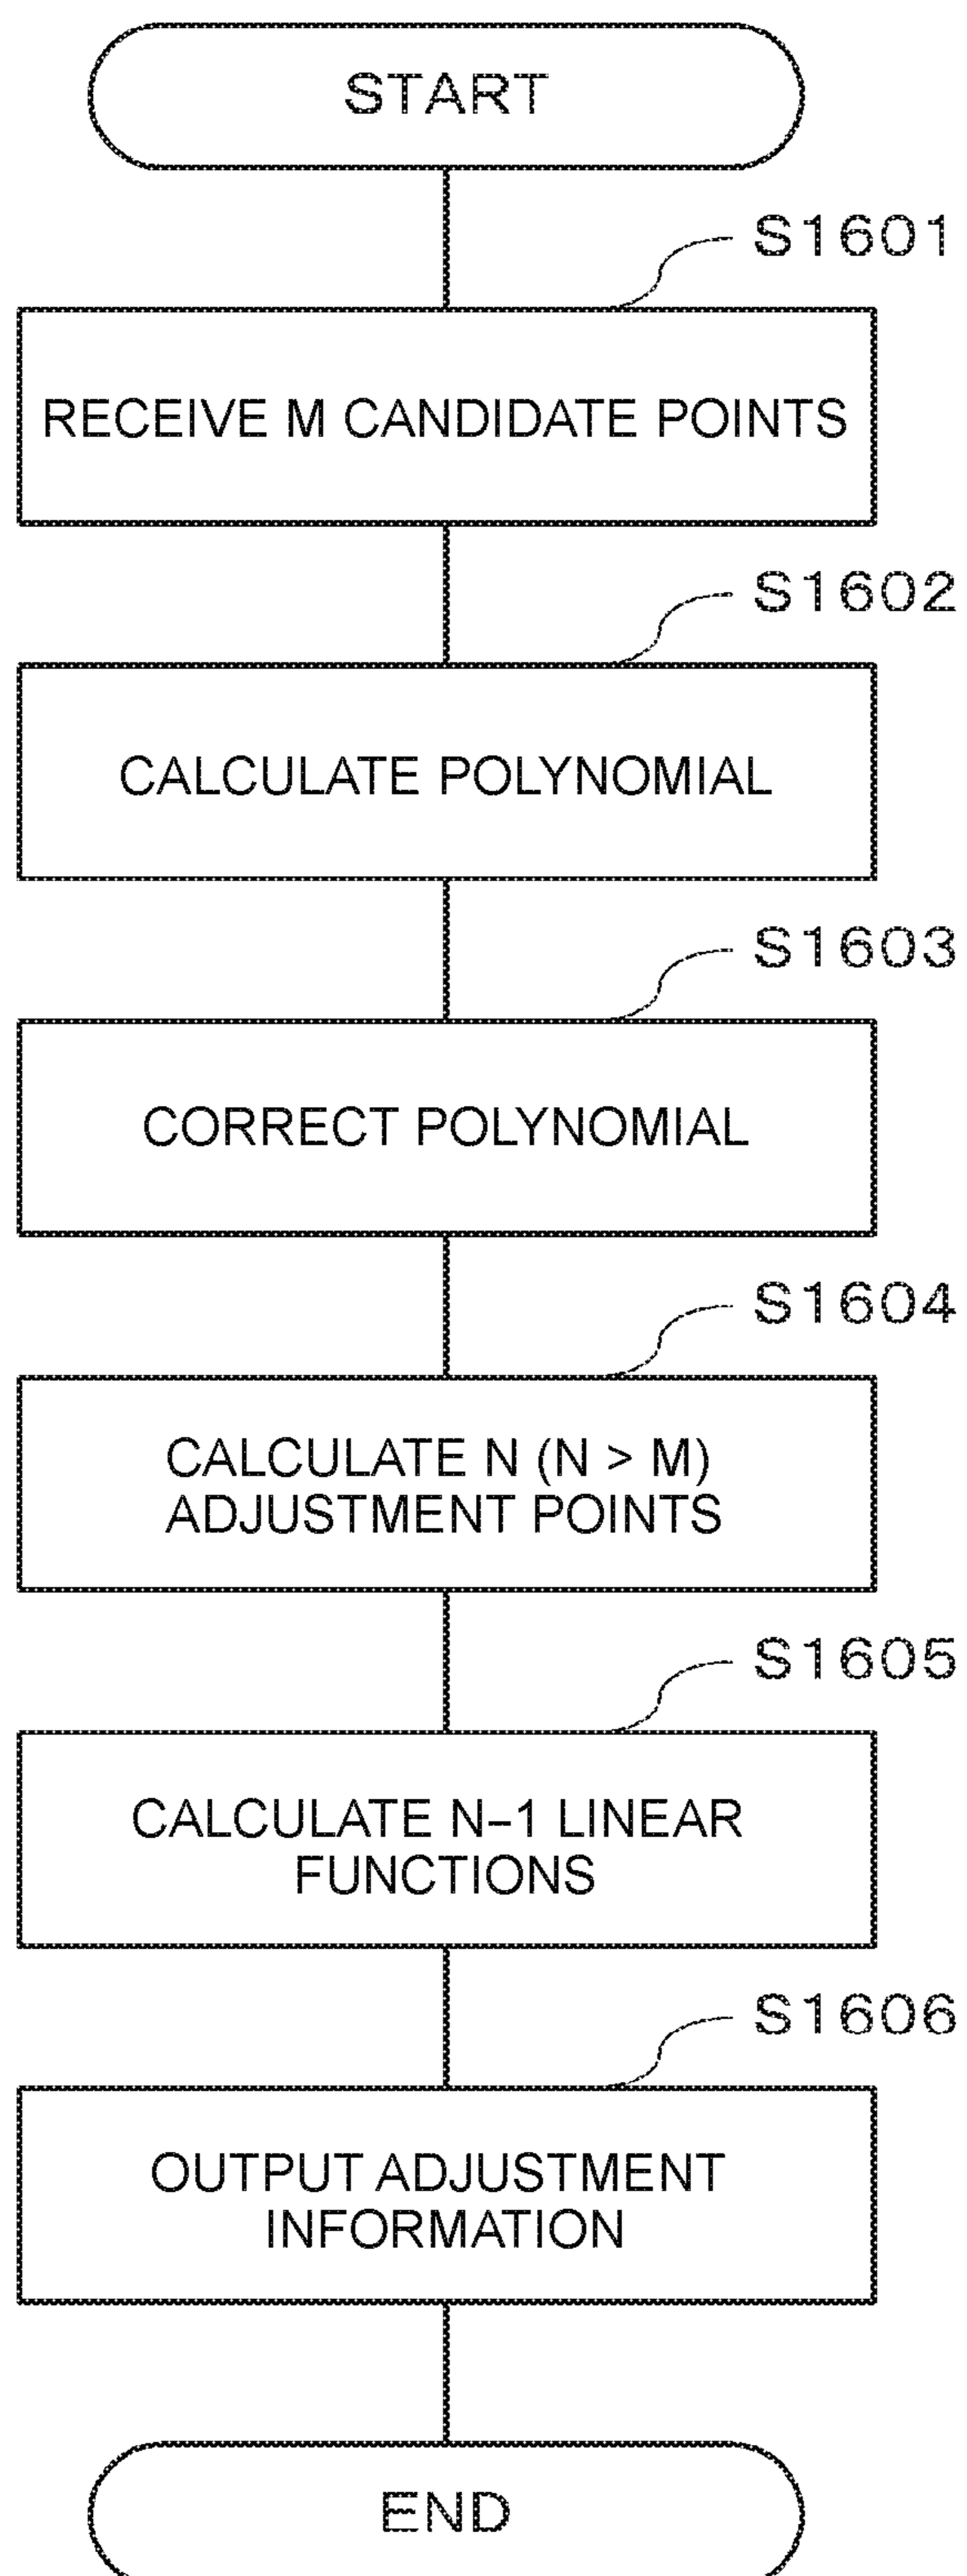 START
S1601
RECEIVE M CANDIDATE POINTS
S1602
CALCULATE POLYNOMIAL
S1603
CORRECT POLYNOMIAL
S1604
CALCULATE N (N > M)
ADJUSTMENT POINTS
S1605
CALCULATE N−1 LINEAR
FUNCTIONS
S1606
OUTPUT ADJUSTMENT
INFORMATION
END